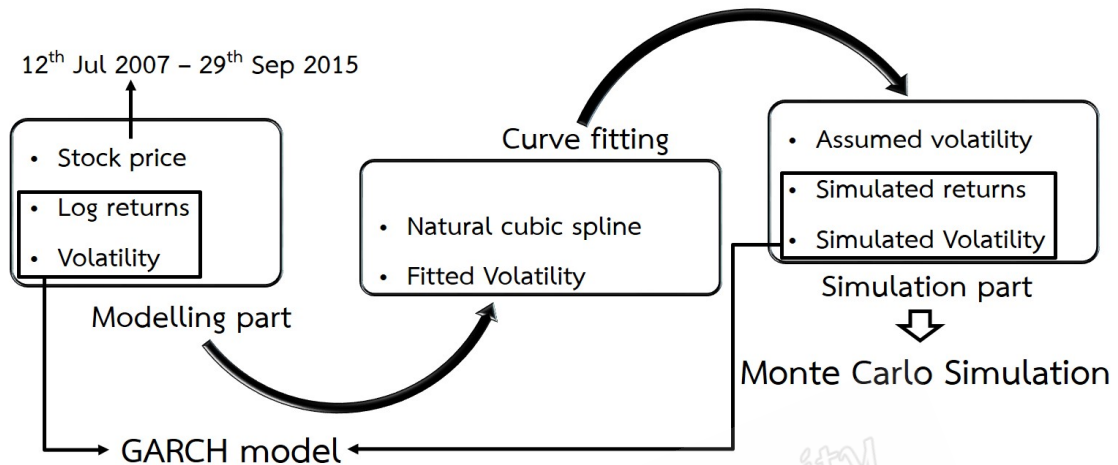 12th Jul 2007 – 29th Sep 2015
• Stock price
• Log returns
• Volatility
Modelling part
Curve fitting
• Natural cubic spline
• Fitted Volatility
• Assumed volatility
• Simulated returns
• Simulated Volatility
Simulation part
Monte Carlo Simulation
GARCH model